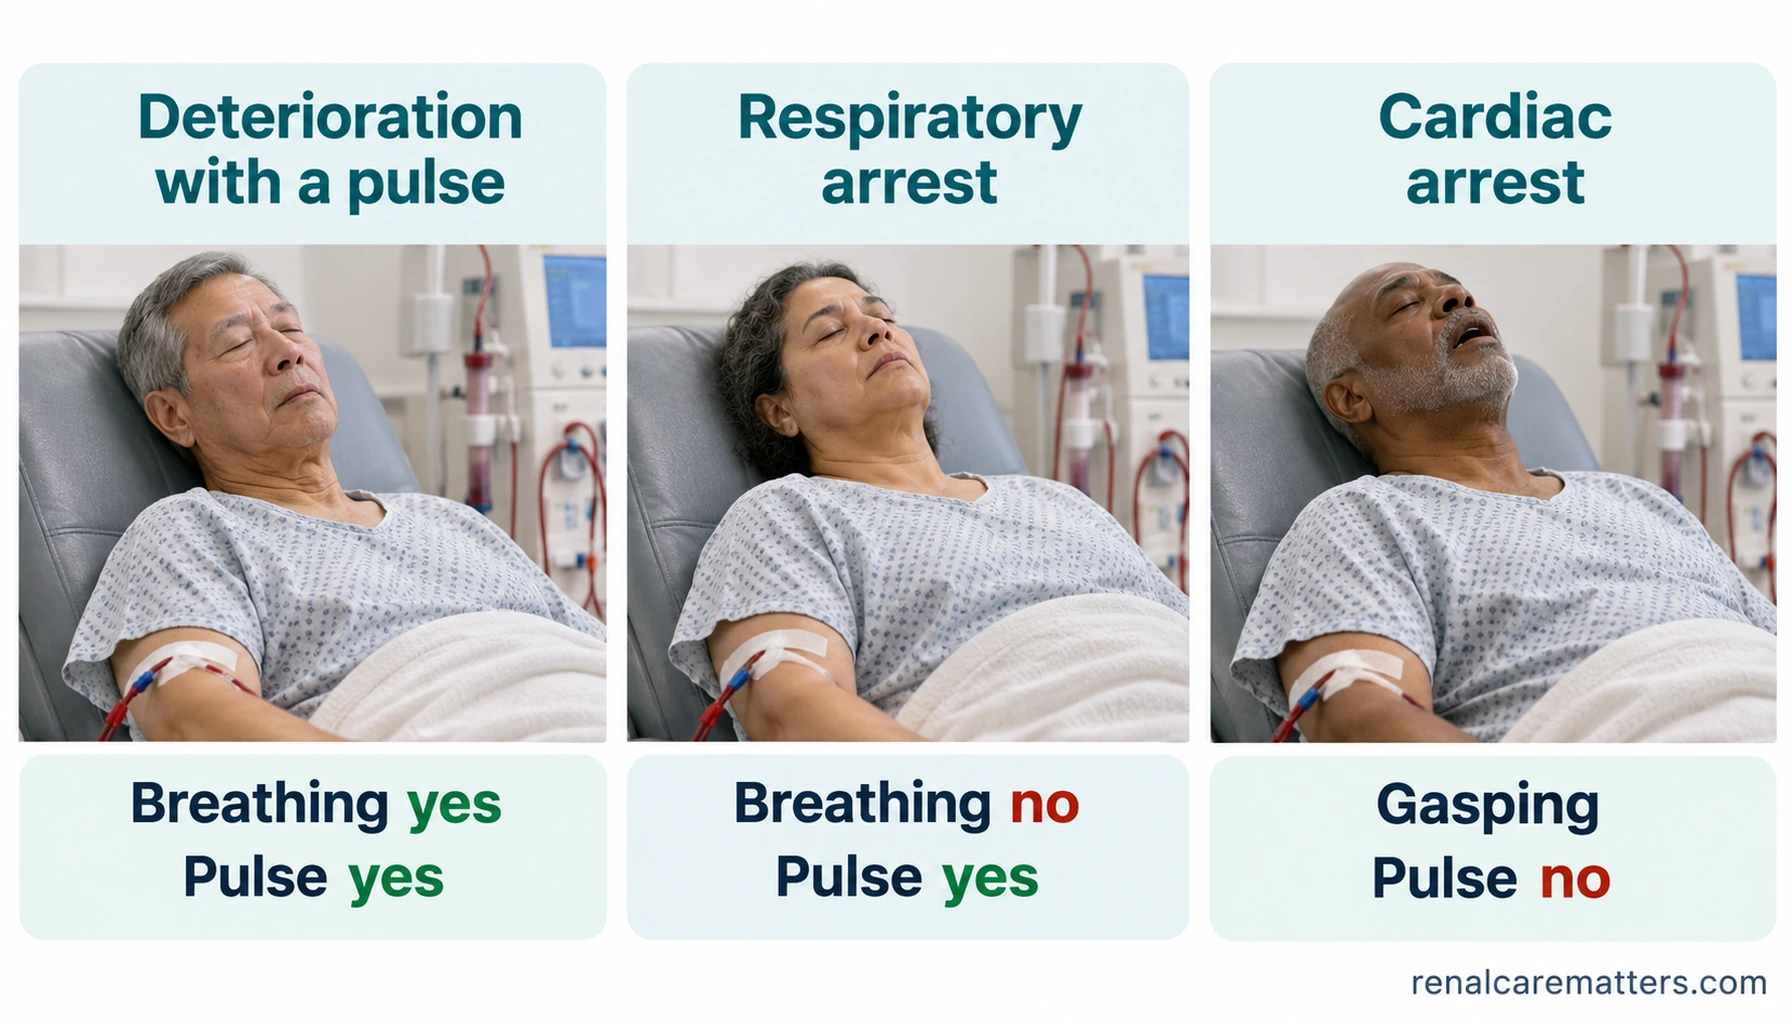 Deterioration
with a pulse
Breathing yes
Pulse yes
Respiratory
arrest
Breathing no
Pulse yes
Cardiac
arrest
Gasping
Pulse no
renalcarematters.com